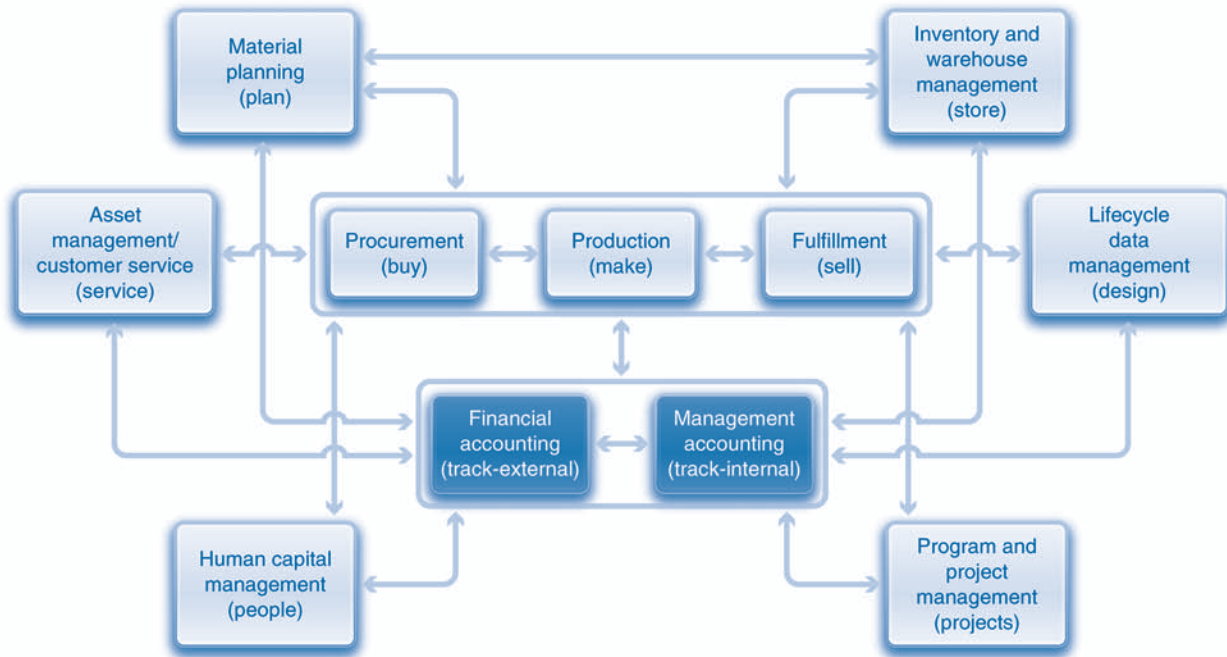 Material
planning
(plan)
Inventory and
warehouse
management
(store)
Asset
management/
customer service
(service)
Procurement
(buy)
Production
(make)
Fulfillment
(sell)
Lifecycle
data
management
(design)
Financial
accounting
(track-external)
Management
accounting
(track-internal)
Human capital
management
(people)
Program and
project
management
(projects)